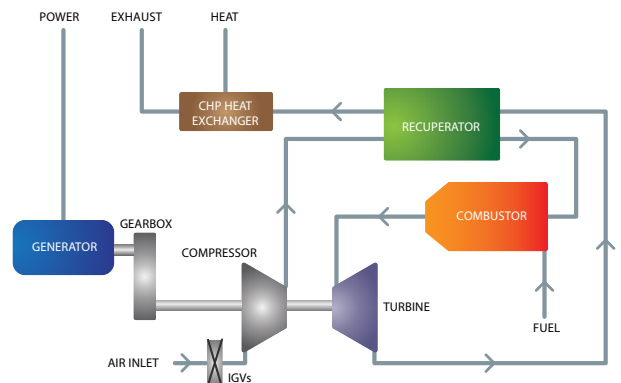 POWER
EXHAUST
HEAT
CHP HEAT
EXCHANGER
RECUPERATOR
GENERATOR
GEARBOX
COMPRESSOR
COMBUSTOR
TURBINE
FUEL
AIR INLET
IGVs